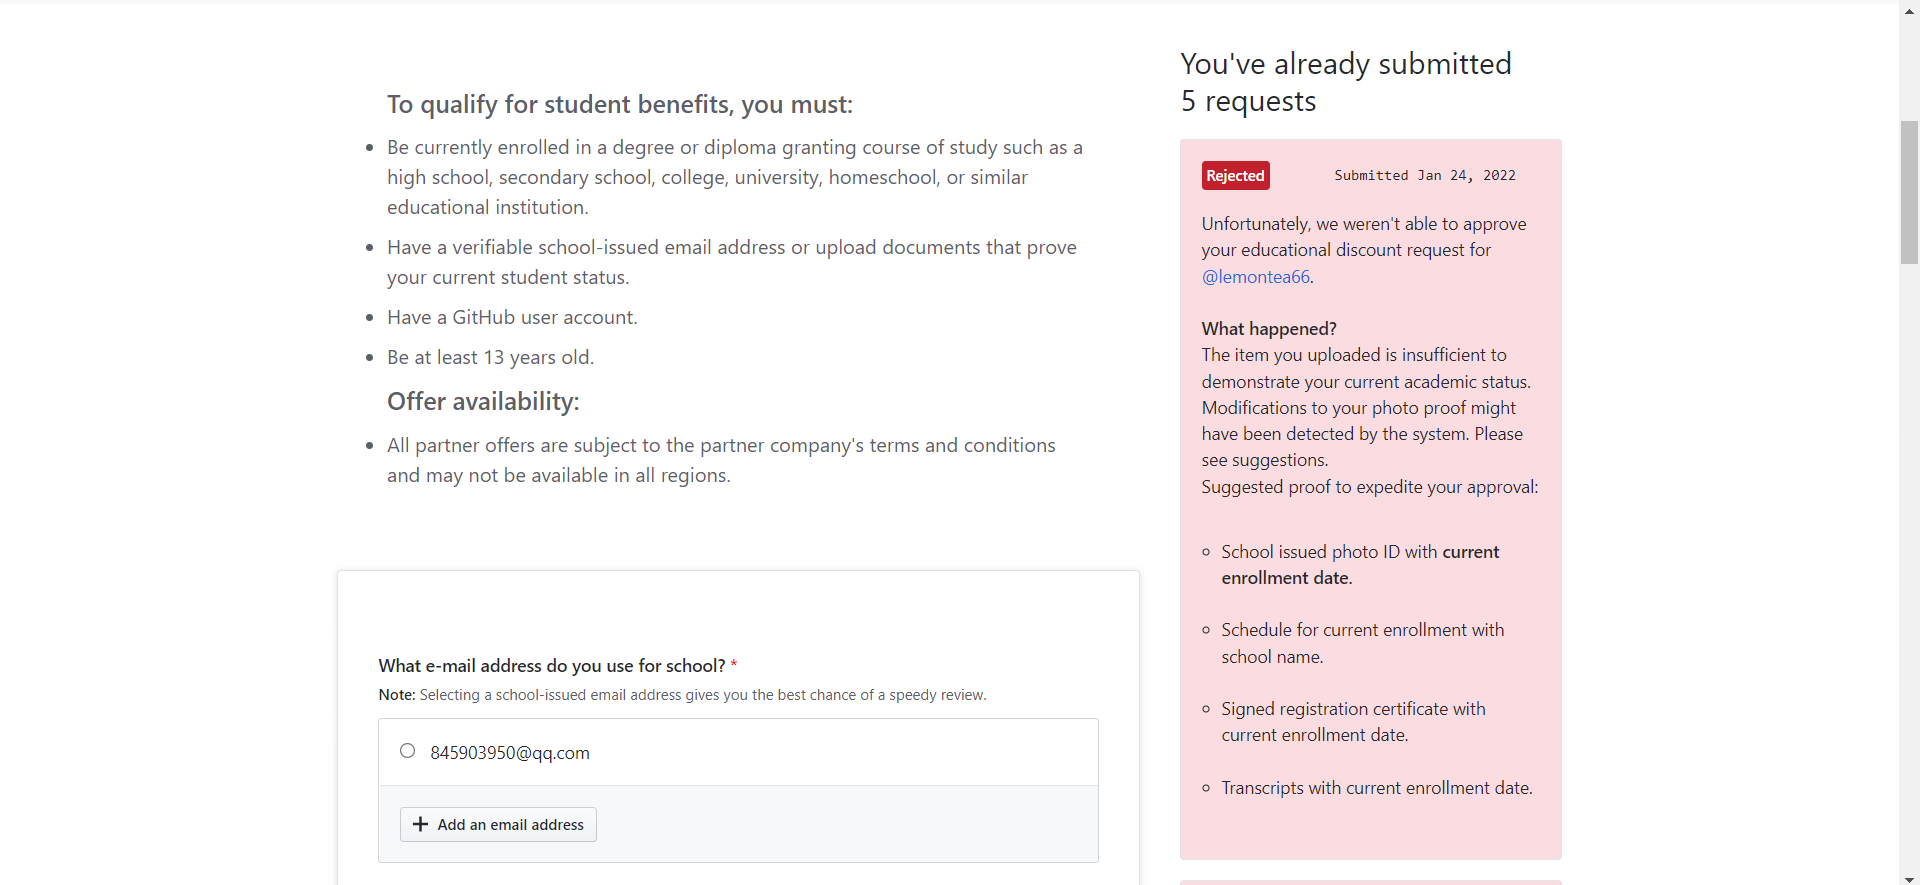 To qualify for student benefits, you must:
Be currently enrolled in a degree or diploma granting course of study such as a
high school, secondary school, college, university, homeschool, or similar
educational institution.
Have a verifiable school-issued email address or upload documents that prove
your current student status.
Have a GitHub user account.
Be at least 13 years old.
Offer availability:
All partner offers are subject to the partner company's terms and conditions
and may not be available in all regions.
What e-mail address do you use for school? *
Note: Selecting a school-issued email address gives you the best chance of a speedy review.
845903950@qq.com
Add an email address
You've already submitted
5 requests
Rejected Submitted Jan 24, 2022
Unfortunately, we weren't able to approve
your educational discount request for
@lemontea66.
What happened?
The item you uploaded is insufficient to
demonstrate your current academic status.
Modifications to your photo proof might
have been detected by the system. Please
see suggestions.
Suggested proof to expedite your approval:
School issued photo ID with current
enrollment date.
Schedule for current enrollment with
school name.
Signed registration certificate with
current enrollment date.
Transcripts with current enrollment date.